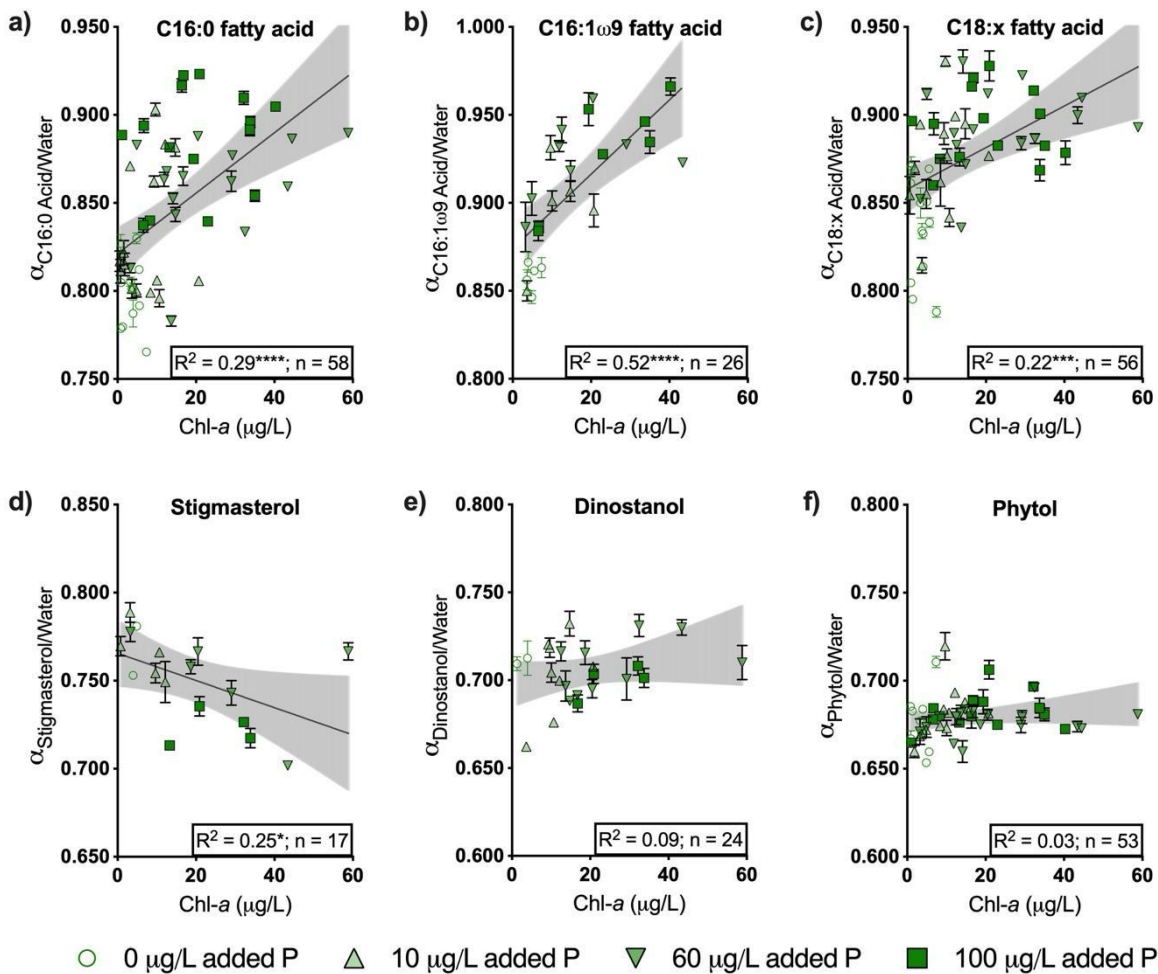 a) C16:0 fatty acid
0.950
0.900
0.850
0.800
0.750
αC16:0 Acid/Water
R² = 0.29****; n = 58
0 20 40 60
Chl-a (μg/L)
b) C16:1ω9 fatty acid
1.000
0.950
0.900
0.850
0.800
αC16:1ω9 Acid/Water
R² = 0.52****; n = 26
0 20 40 60
Chl-a (μg/L)
c) C18:x fatty acid
0.950
0.900
0.850
0.800
0.750
αC18:x Acid/Water
R² = 0.22***; n = 56
0 20 40 60
Chl-a (μg/L)
d) Stigmasterol
0.850
0.800
0.750
0.700
0.650
αStigmasterol/Water
R² = 0.25*; n = 17
0 20 40 60
Chl-a (μg/L)
e) Dinostanol
0.800
0.750
0.700
0.650
0.600
αDinostanol/Water
R² = 0.09; n = 24
0 20 40 60
Chl-a (μg/L)
f) Phytol
0.800
0.750
0.700
0.650
0.600
αPhytol/Water
R² = 0.03; n = 53
0 20 40 60
Chl-a (μg/L)
0 μg/L added P 10 μg/L added P 60 μg/L added P 100 μg/L added P